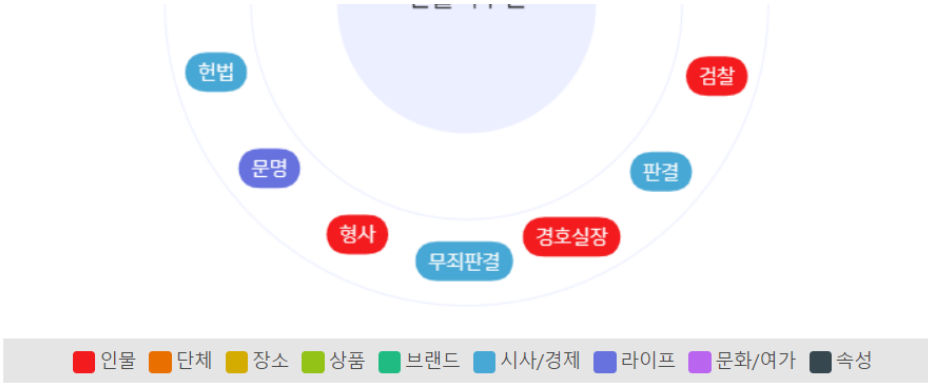 헌법
검찰
문명
판결
형사
경호실장
무죄판결
인물 단체 장소 상품 브랜드 시사/경제 라이프 문화/여가 속성